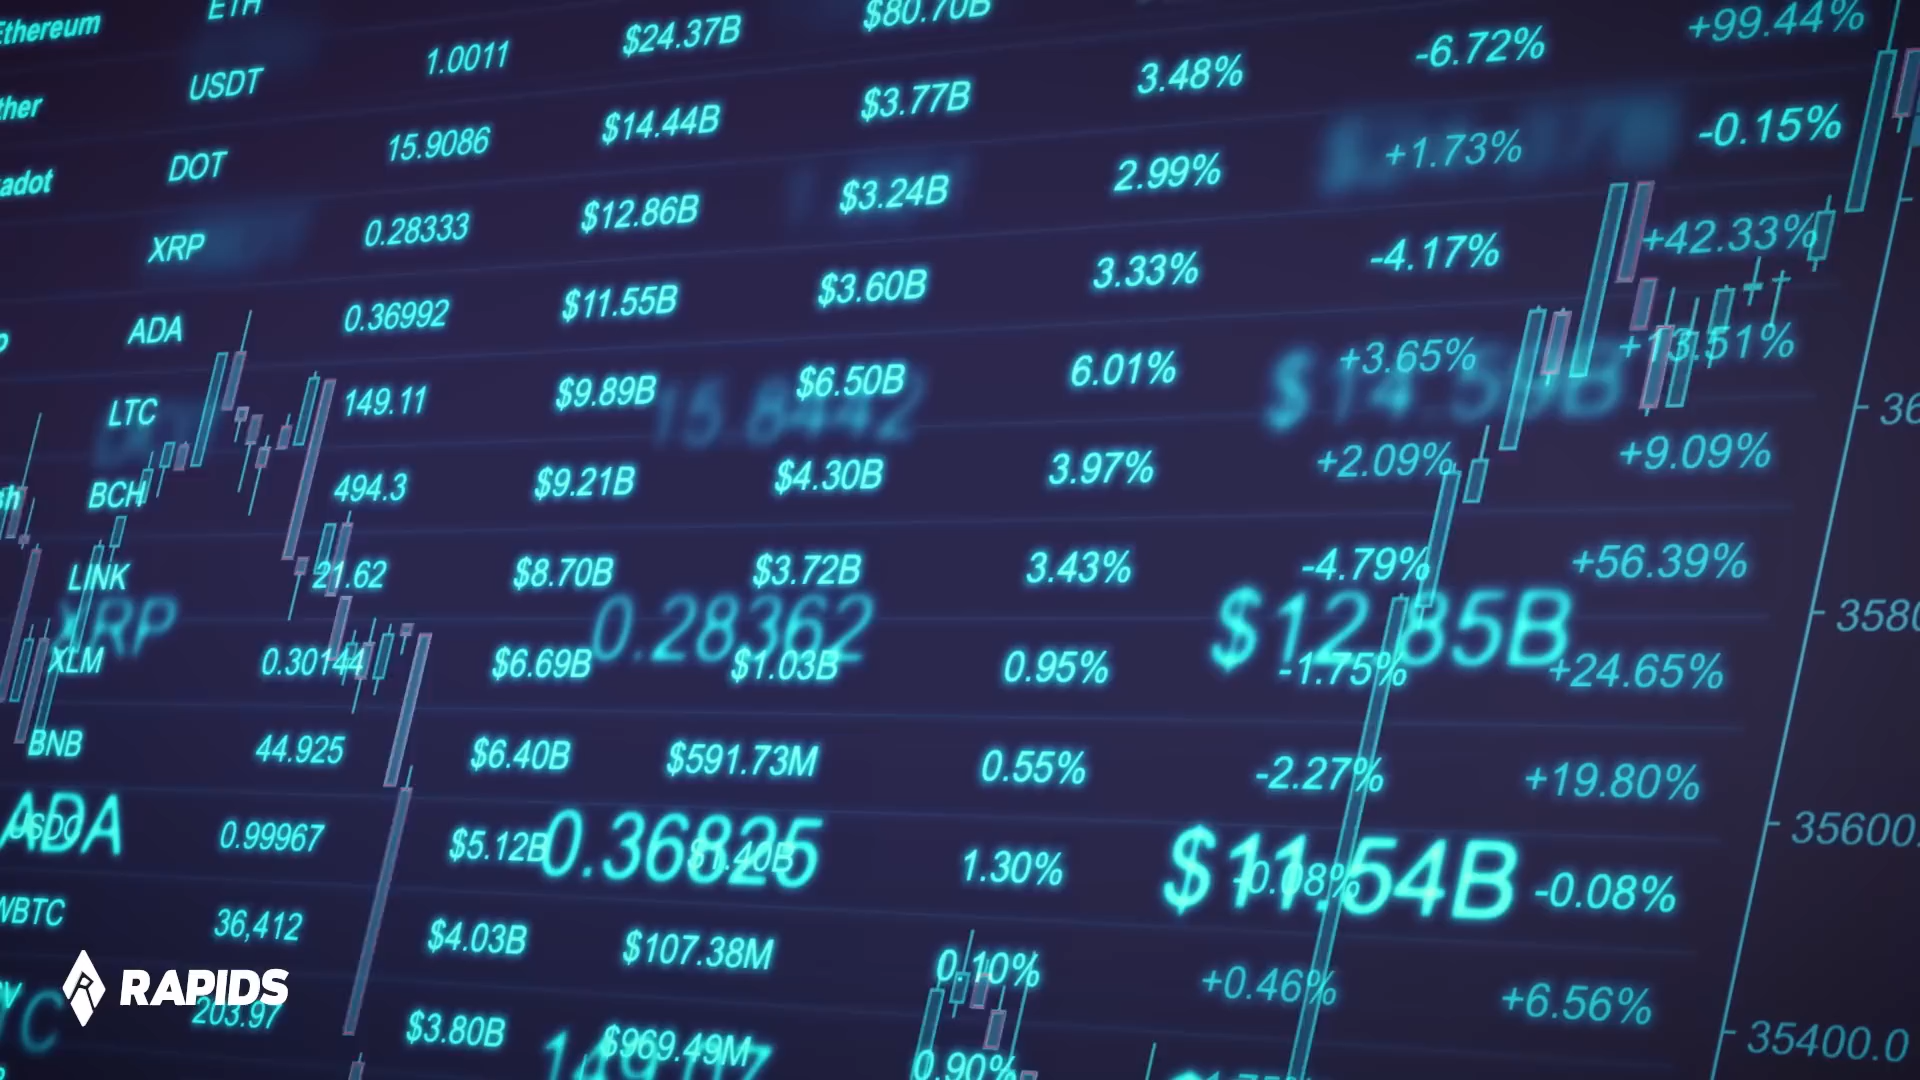 Ethereum ETH $80.70B +99.44%
USDT 1.0011 $24.37B $3.77B 3.48% -6.72% -0.15%
DOT 15.9086 $14.44B $3.24B 2.99% +1.73% +42.33%
XRP 0.28333 $12.86B $3.60B 3.33% -4.17% +13.51%
ADA 0.36992 $11.55B $6.50B 6.01% +3.65% +9.09%
15.8442 $14.59B
LTC 149.11 $9.89B $4.30B 3.97% +2.09% +56.39%
BCH 494.3 $9.21B $3.72B 3.43% -4.79% +24.65%
XRP 0.28362 $12.85B
LINK 21.62 $8.70B $1.03B 0.95% -1.75% +19.80%
XLM 0.30144 $6.69B $591.73M 0.55% -2.27% -0.08%
ADA 0.36825 $11.54B
BNB 44.925 $6.40B $1.40B 1.30% -0.08% +6.56%
USDC 0.99967 $5.12B $107.38M 0.10% +0.46%
WBTC 36,412 $4.03B $969.49M 0.90%
203.97 $3.80B
35600.
35400.0
RAPIDS